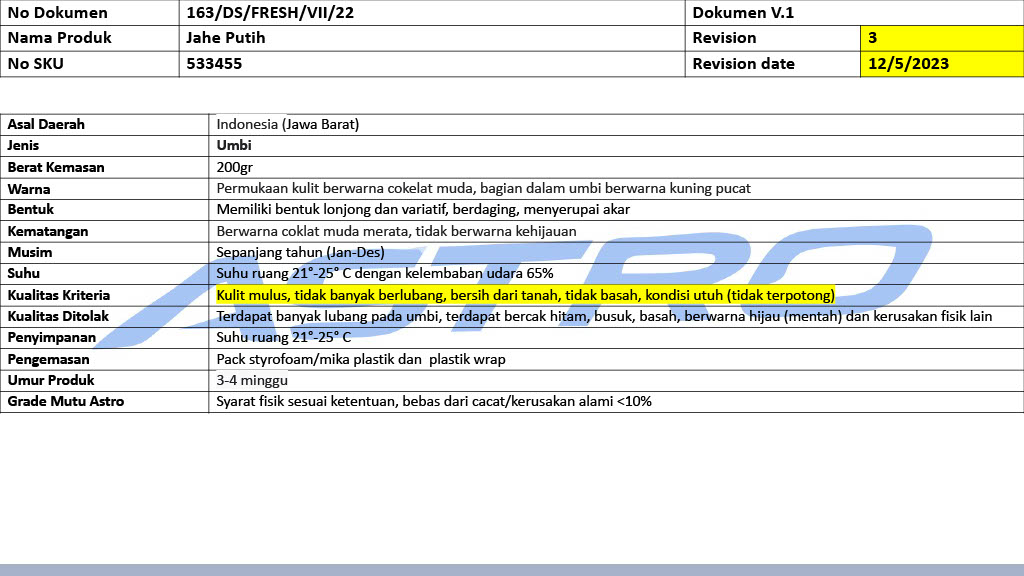 No Dokumen 163/DS/FRESH/VII/22 Dokumen V.1
Nama Produk Jahe Putih Revision 3
No SKU 533455 Revision date 12/5/2023
Asal Daerah Indonesia (Jawa Barat)
Jenis Umbi
Berat Kemasan 200gr
Warna Permukaan kulit berwarna cokelat muda, bagian dalam umbi berwarna kuning pucat
Bentuk Memiliki bentuk lonjong dan variatif, berdaging, menyerupai akar
Kematangan Berwarna coklat muda merata, tidak berwarna kehijauan
Musim Sepanjang tahun (Jan-Des)
Suhu Suhu ruang 21°-25° C dengan kelembaban udara 65%
Kualitas Kriteria Kulit mulus, tidak banyak berlubang, bersih dari tanah, tidak basah, kondisi utuh (tidak terpotong)
Kualitas Ditolak Terdapat banyak lubang pada umbi, terdapat bercak hitam, busuk, basah, berwarna hijau (mentah) dan kerusakan fisik lain
Penyimpanan Suhu ruang 21°-25° C
Pengemasan Pack styrofoam/mika plastik dan  plastik wrap
Umur Produk 3-4 minggu
Grade Mutu Astro Syarat fisik sesuai ketentuan, bebas dari cacat/kerusakan alami <10%
ASTRO